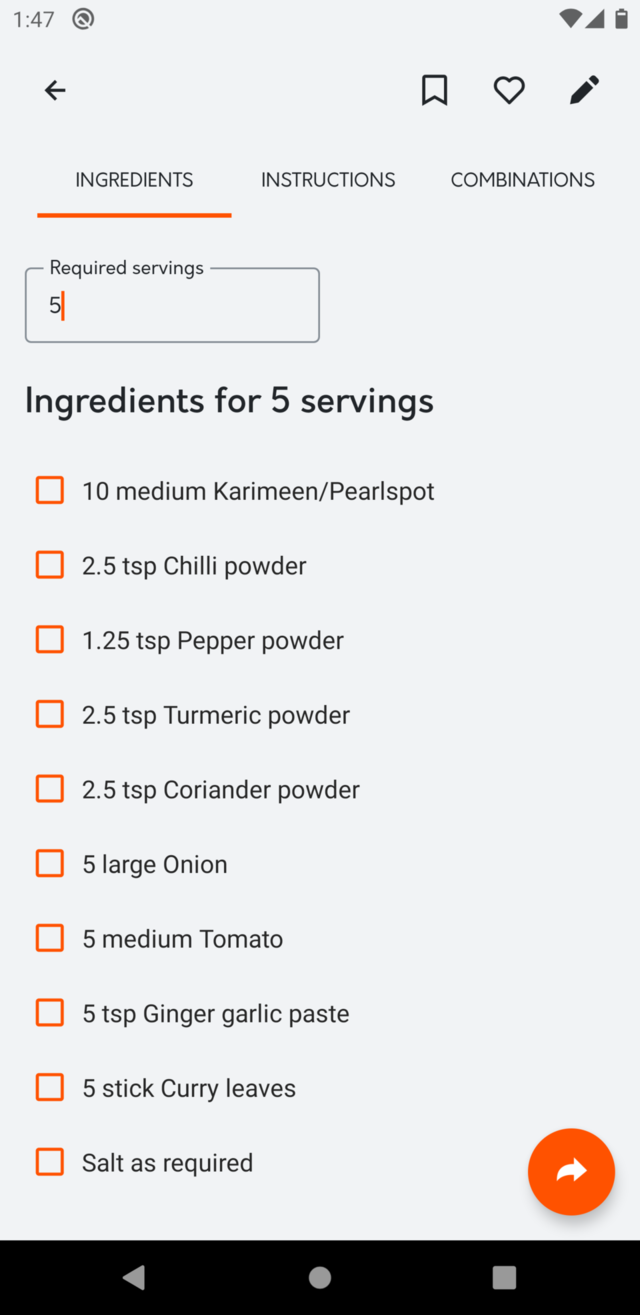 1:47
INGREDIENTS INSTRUCTIONS COMBINATIONS
Required servings
5
Ingredients for 5 servings
10 medium Karimeen/Pearlspot
2.5 tsp Chilli powder
1.25 tsp Pepper powder
2.5 tsp Turmeric powder
2.5 tsp Coriander powder
5 large Onion
5 medium Tomato
5 tsp Ginger garlic paste
5 stick Curry leaves
Salt as required